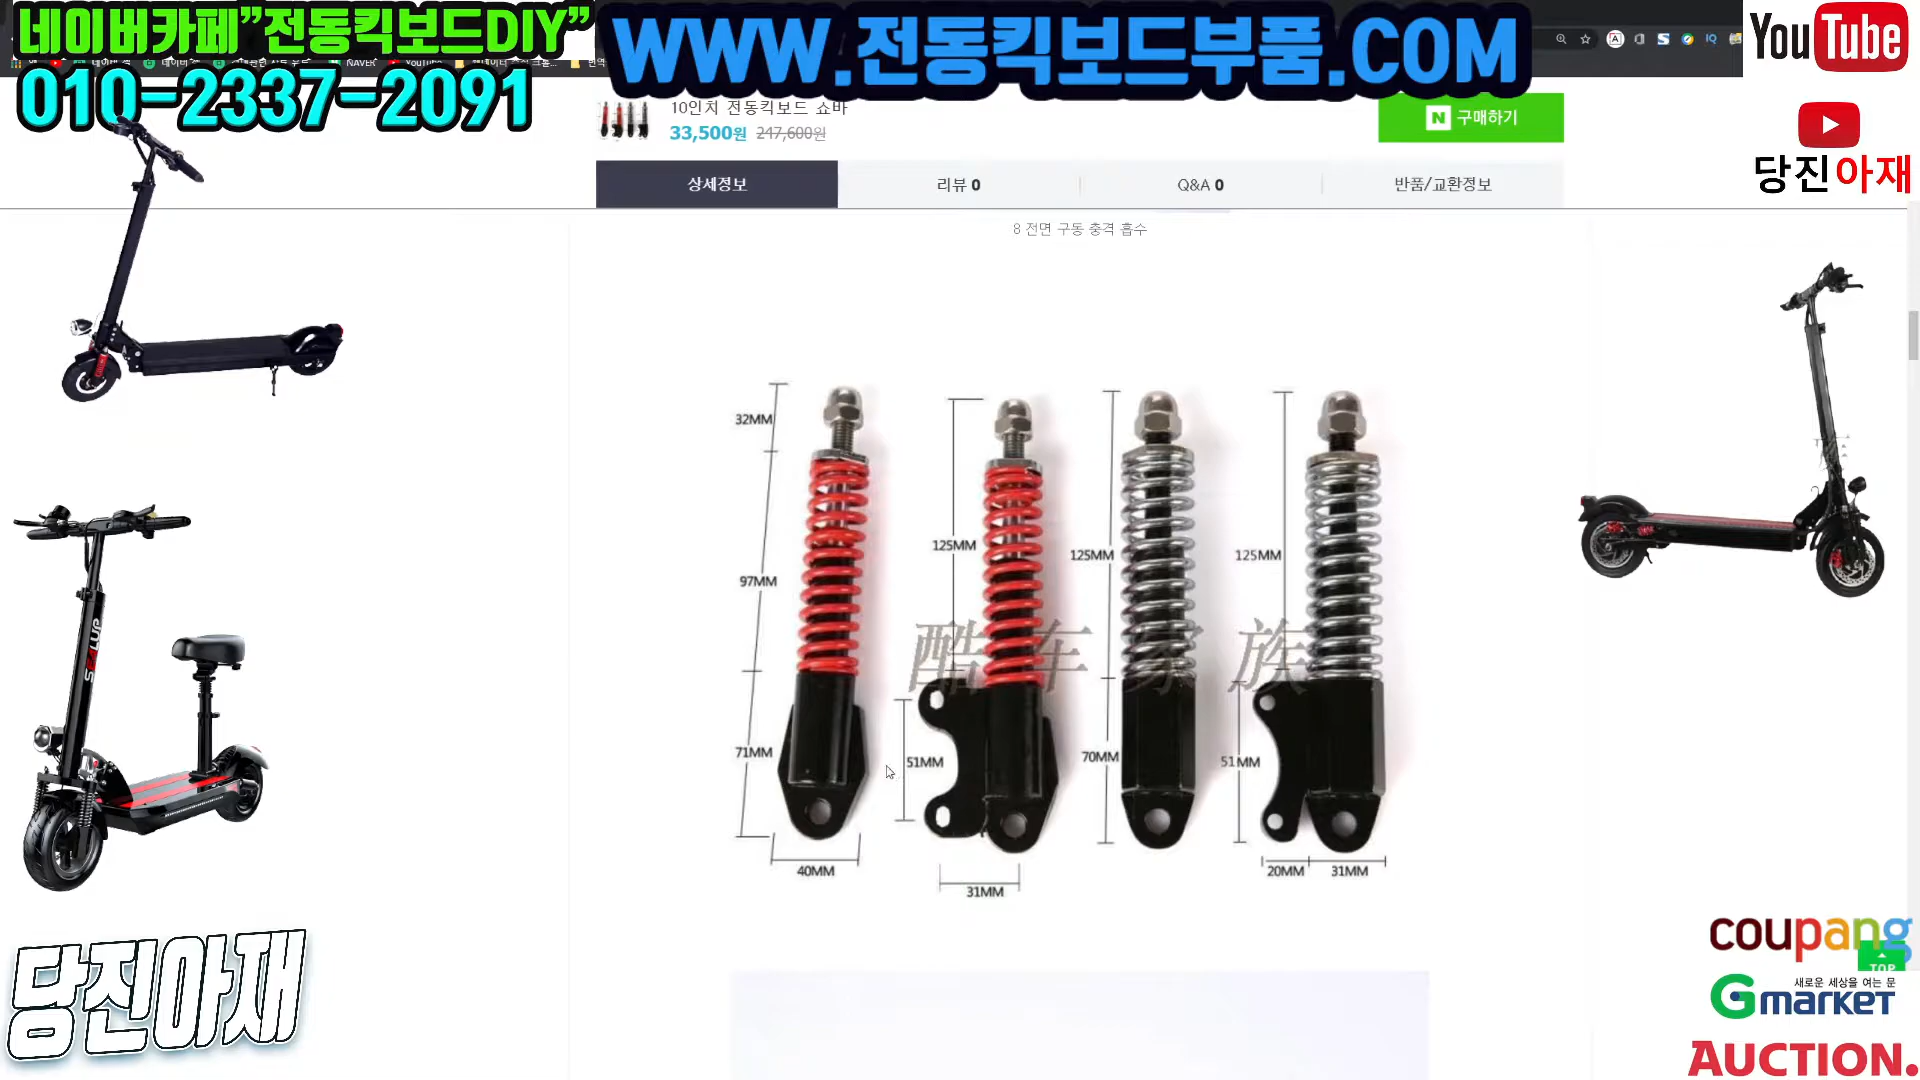 네이버카페"전동킥보드DIY"
010-2337-2091
WWW.전동킥보드부품.COM
YouTube
당진아재
NAVER
10인치 전동킥보드 쇼바
33,500원 247,600원
N 구매하기
상세정보
리뷰 0
Q&A 0
반품/교환정보
8 전면 구동 충격 흡수
32MM
97MM
71MM
40MM
125MM
51MM
31MM
125MM
70MM
125MM
51MM
20MM
31MM
酷车家族
SEALUP
당진아재
coupang
TOP
새로운 세상을 여는 문
Gmarket
AUCTION.